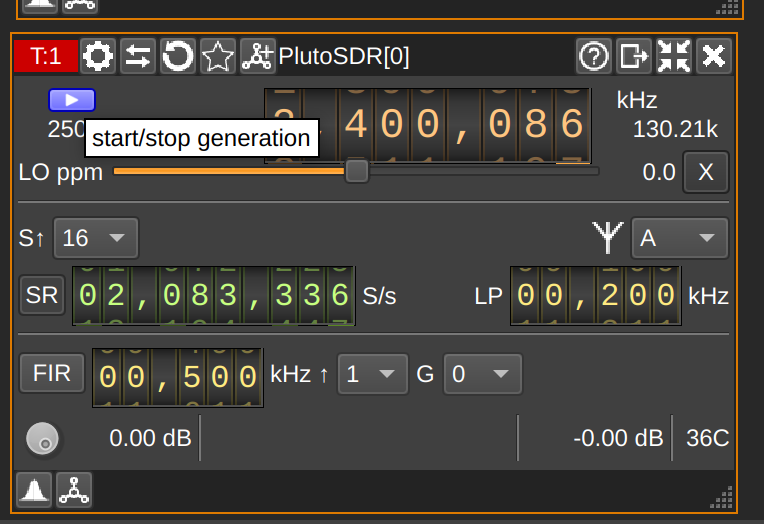 T:1 PlutoSDR[0] ?
2,400,086 kHz
250 130.21k
start/stop generation
LO ppm 0.0 X
S↑ 16 A
SR 02,083,336 S/s LP 00,200 kHz
FIR 00,500 kHz ↑ 1 G 0
0.00 dB -0.00 dB 36C